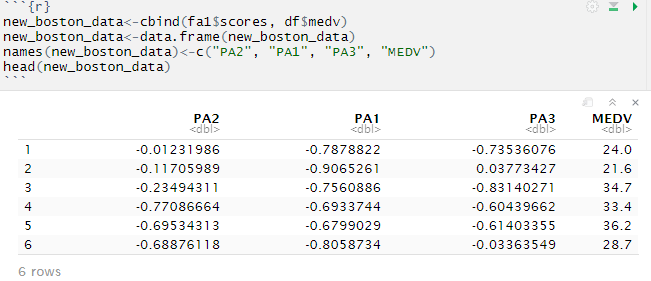 ```{r}
new_boston_data<-cbind(fa1$scores, df$medv)
new_boston_data<-data.frame(new_boston_data)
names(new_boston_data)<-c("PA2", "PA1", "PA3", "MEDV")
head(new_boston_data)
```
PA2 PA1 PA3 MEDV
<dbl> <dbl> <dbl> <dbl>
1 -0.01231986 -0.7878822 -0.73536076 24.0
2 -0.11705989 -0.9065261 0.03773427 21.6
3 -0.23494311 -0.7560886 -0.83140271 34.7
4 -0.77086664 -0.6933744 -0.60439662 33.4
5 -0.69534313 -0.6799029 -0.61403355 36.2
6 -0.68876118 -0.8058734 -0.03363549 28.7
6 rows